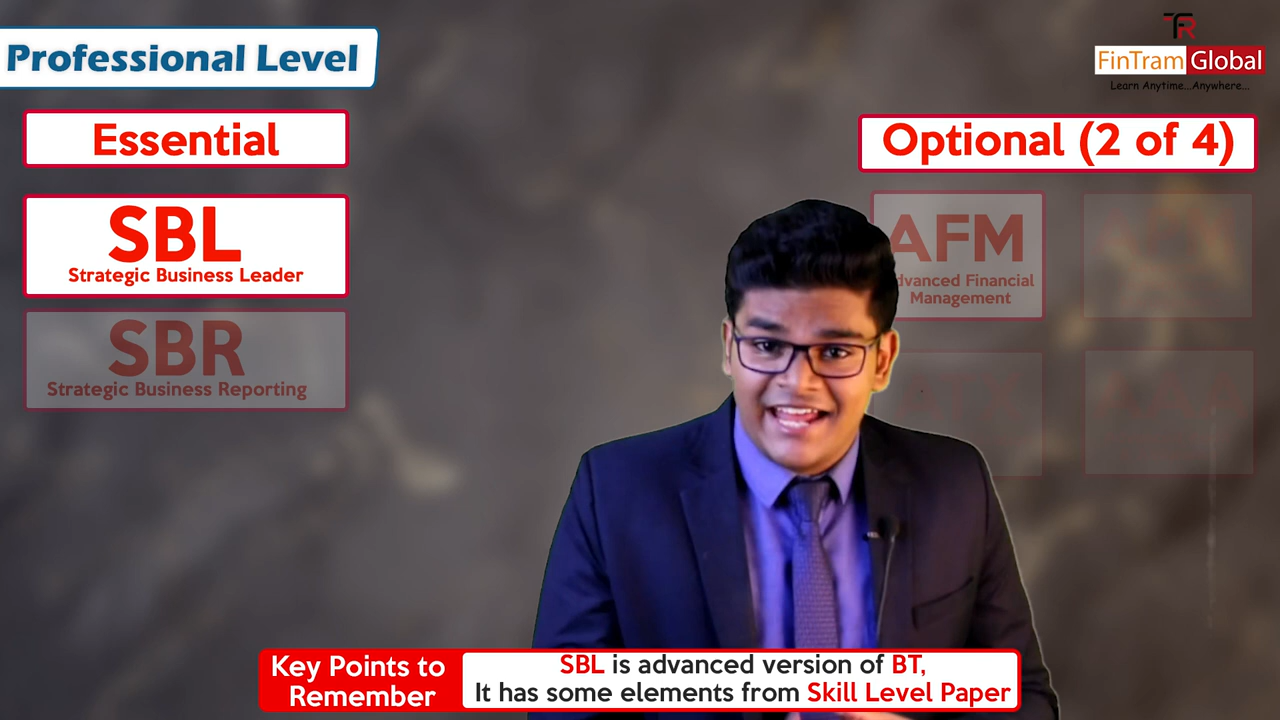 Professional Level
TR
FinTram Global
Learn Anytime...Anywhere...
Essential
Optional (2 of 4)
SBL
Strategic Business Leader
SBR
Strategic Business Reporting
AFM
Financial
Management
Key Points to
Remember
SBL is advanced version of BT,
It has some elements from Skill Level Paper